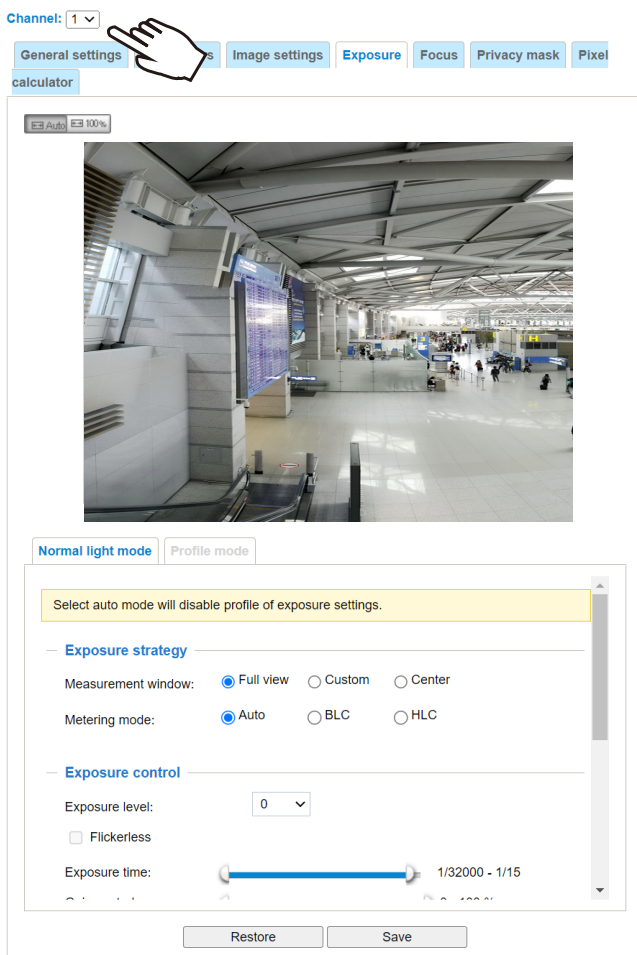 Channel: 1
General settings s Image settings Exposure Focus Privacy mask Pixel
calculator
Auto 100%
Normal light mode Profile mode
Select auto mode will disable profile of exposure settings.
Exposure strategy
Measurement window: Full view Custom Center
Metering mode: Auto BLC HLC
Exposure control
Exposure level: 0
Flickerless
Exposure time: 1/32000 - 1/15
Restore Save